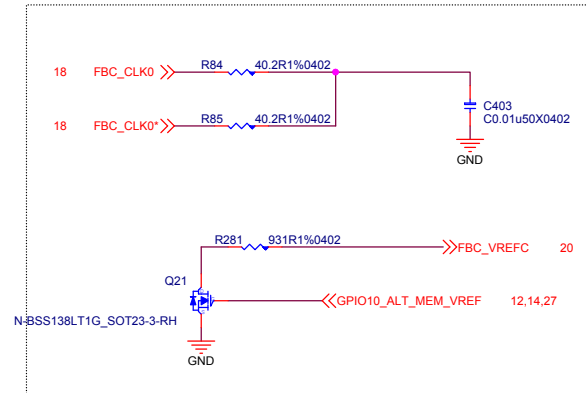 R84 40.2R1%0402
18 FBC_CLK0
C403
C0.01u50X0402
R85 40.2R1%0402
18 FBC_CLK0*
GND
R281 931R1%0402
FBC_VREFC 20
Q21
GPIO10_ALT_MEM_VREF 12,14,27
N-BSS138LT1G_SOT23-3-RH
GND